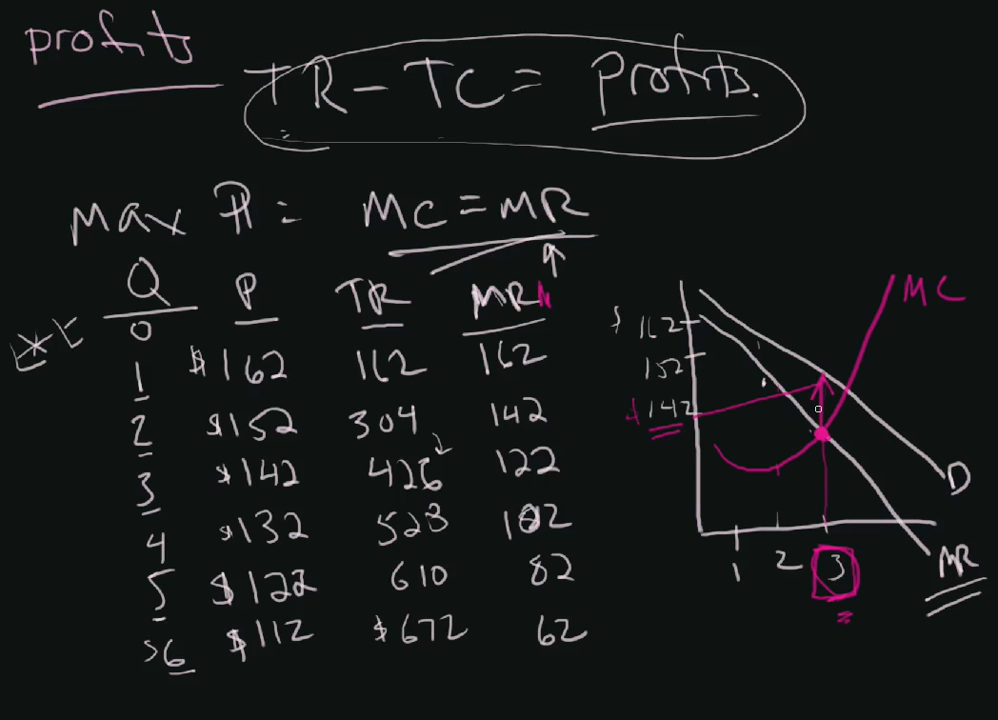 profits
TR - TC = Profits.
Max π = MC = MR
Q P TR MR
0
1 $162 162 162
2 $152 304 142
3 $142 426 122
4 $132 528 102
5 $122 610 82
6 $112 $672 62
MC
$ 162
152
$ 142
D
MR
1 2 3